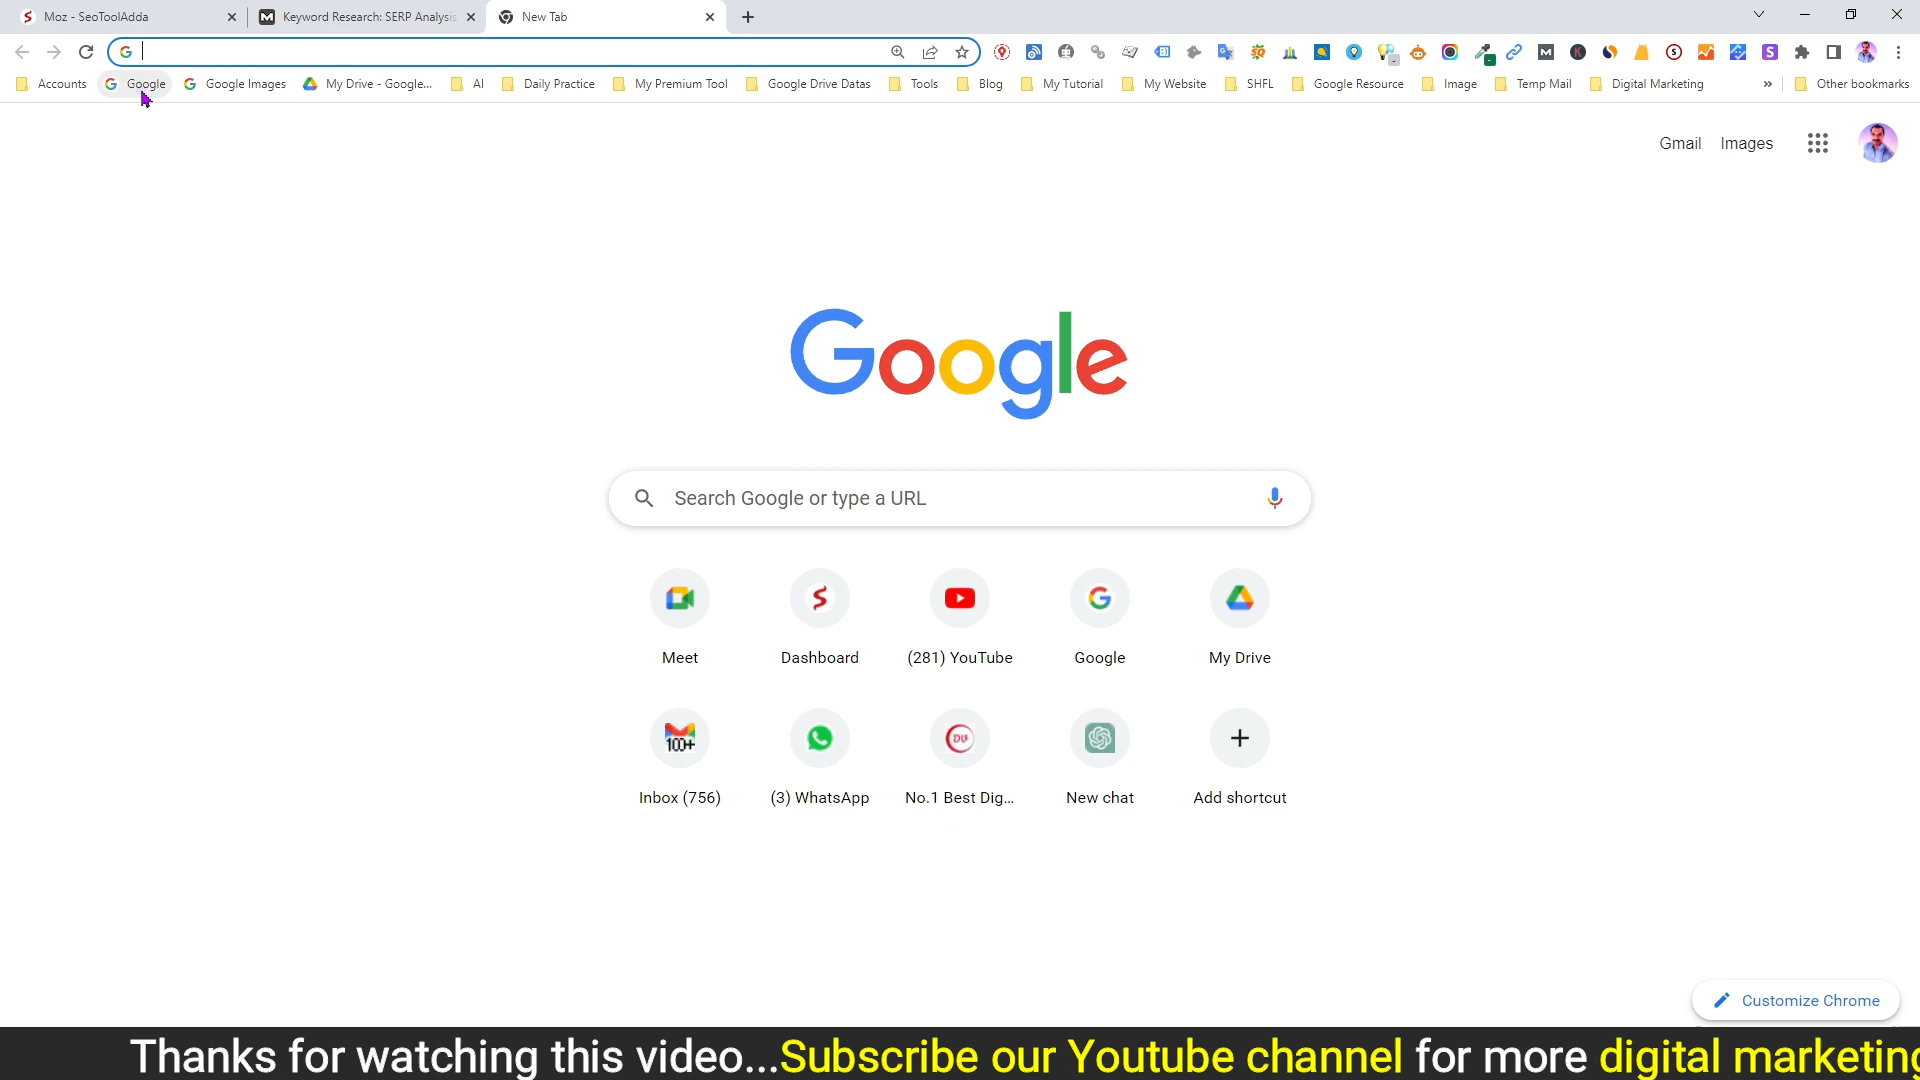 Moz - SeoToolAdda
Keyword Research: SERP Analysis
New Tab
Accounts Google Google Images My Drive - Google... AI Daily Practice My Premium Tool Google Drive Datas Tools Blog My Tutorial My Website SHFL Google Resource Image Temp Mail Digital Marketing » Other bookmarks
Gmail Images
Google
Search Google or type a URL
Meet Dashboard (281) YouTube Google My Drive
100+
DV
Inbox (756) (3) WhatsApp No.1 Best Dig... New chat Add shortcut
Customize Chrome
Thanks for watching this video...Subscribe our Youtube channel for more digital marketing